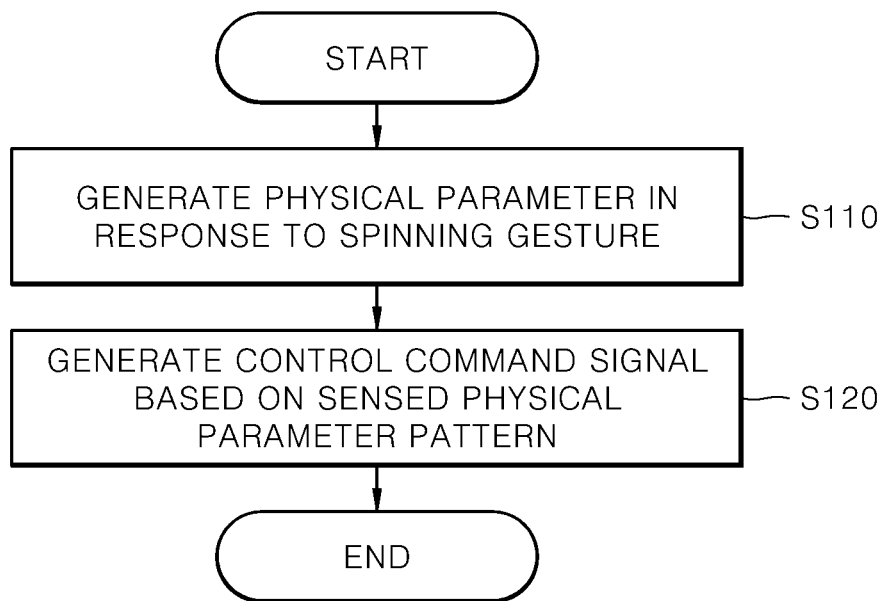 START
GENERATE PHYSICAL PARAMETER IN
RESPONSE TO SPINNING GESTURE
S110
GENERATE CONTROL COMMAND SIGNAL
BASED ON SENSED PHYSICAL
PARAMETER PATTERN
S120
END